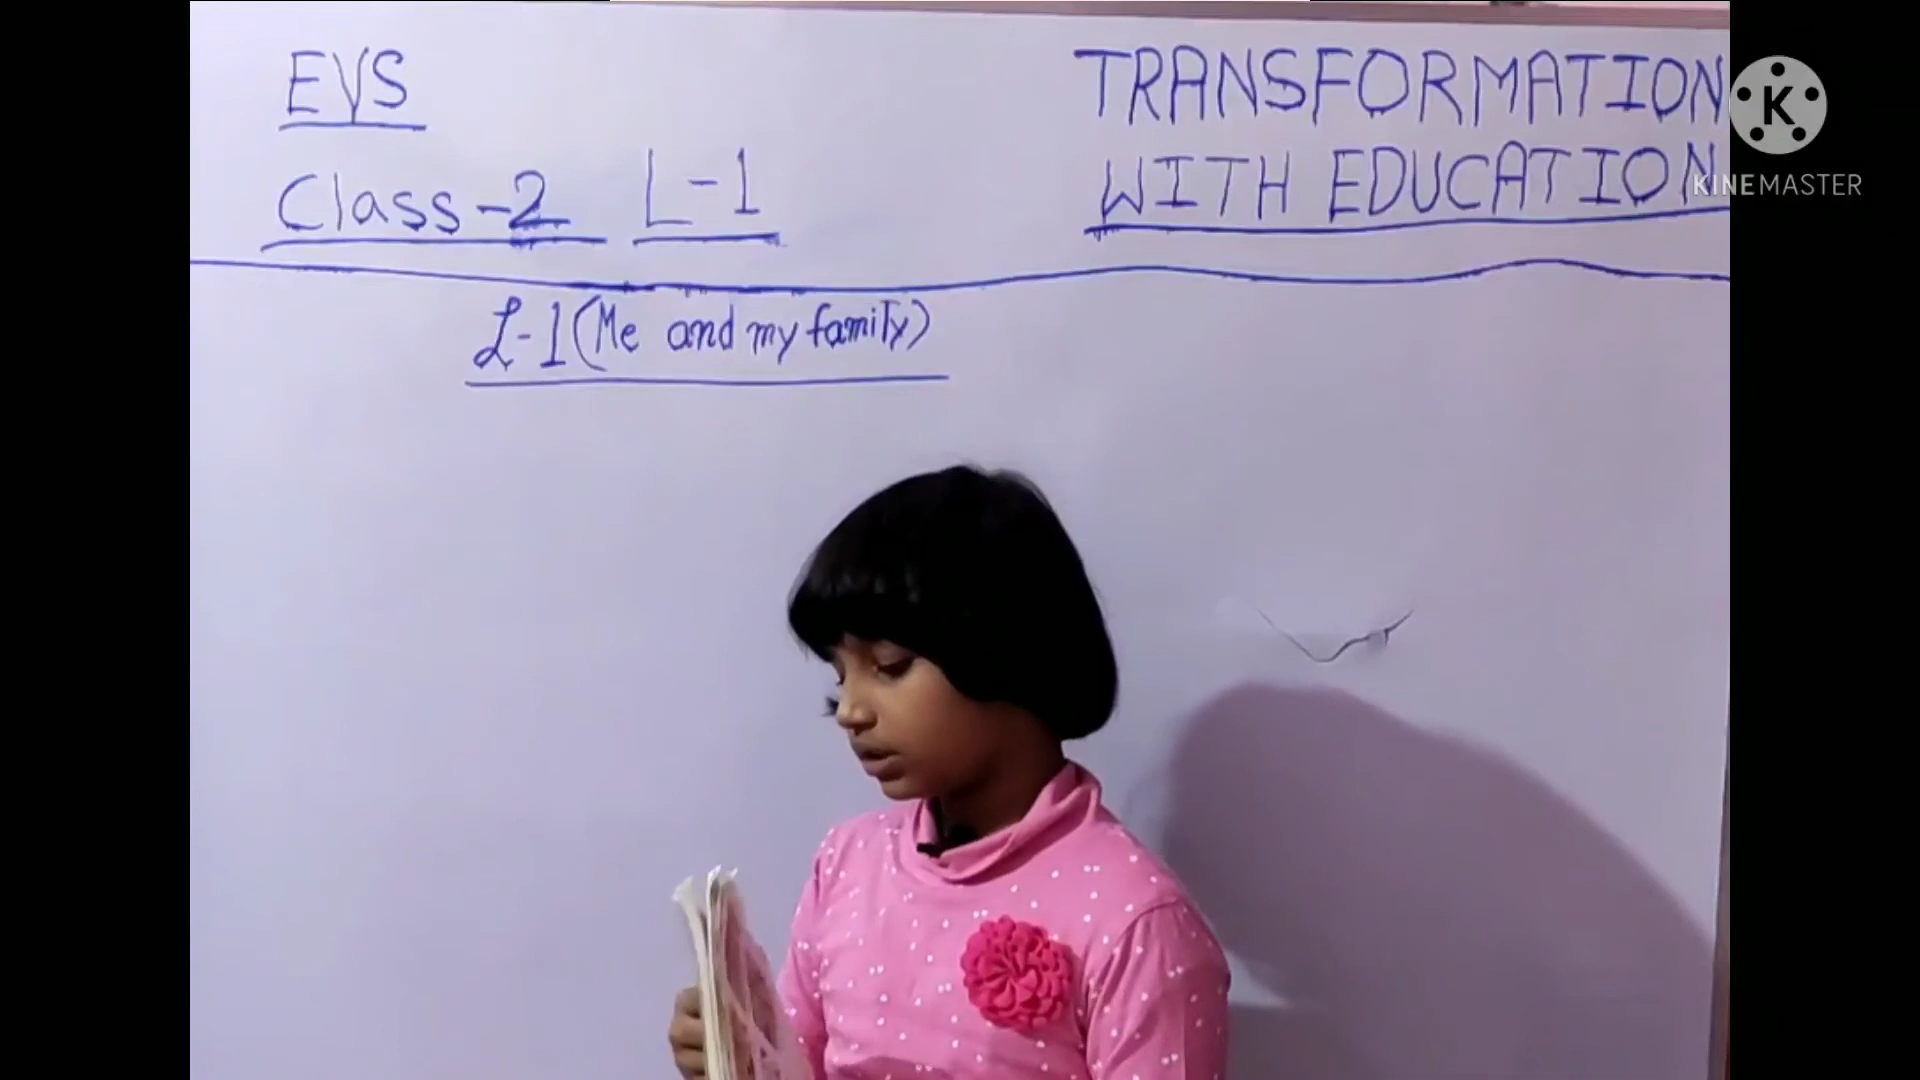 EVS
Class-2 L-1
TRANSFORMATION
WITH EDUCATION
K
KINEMASTER
L-1 (Me and my family)